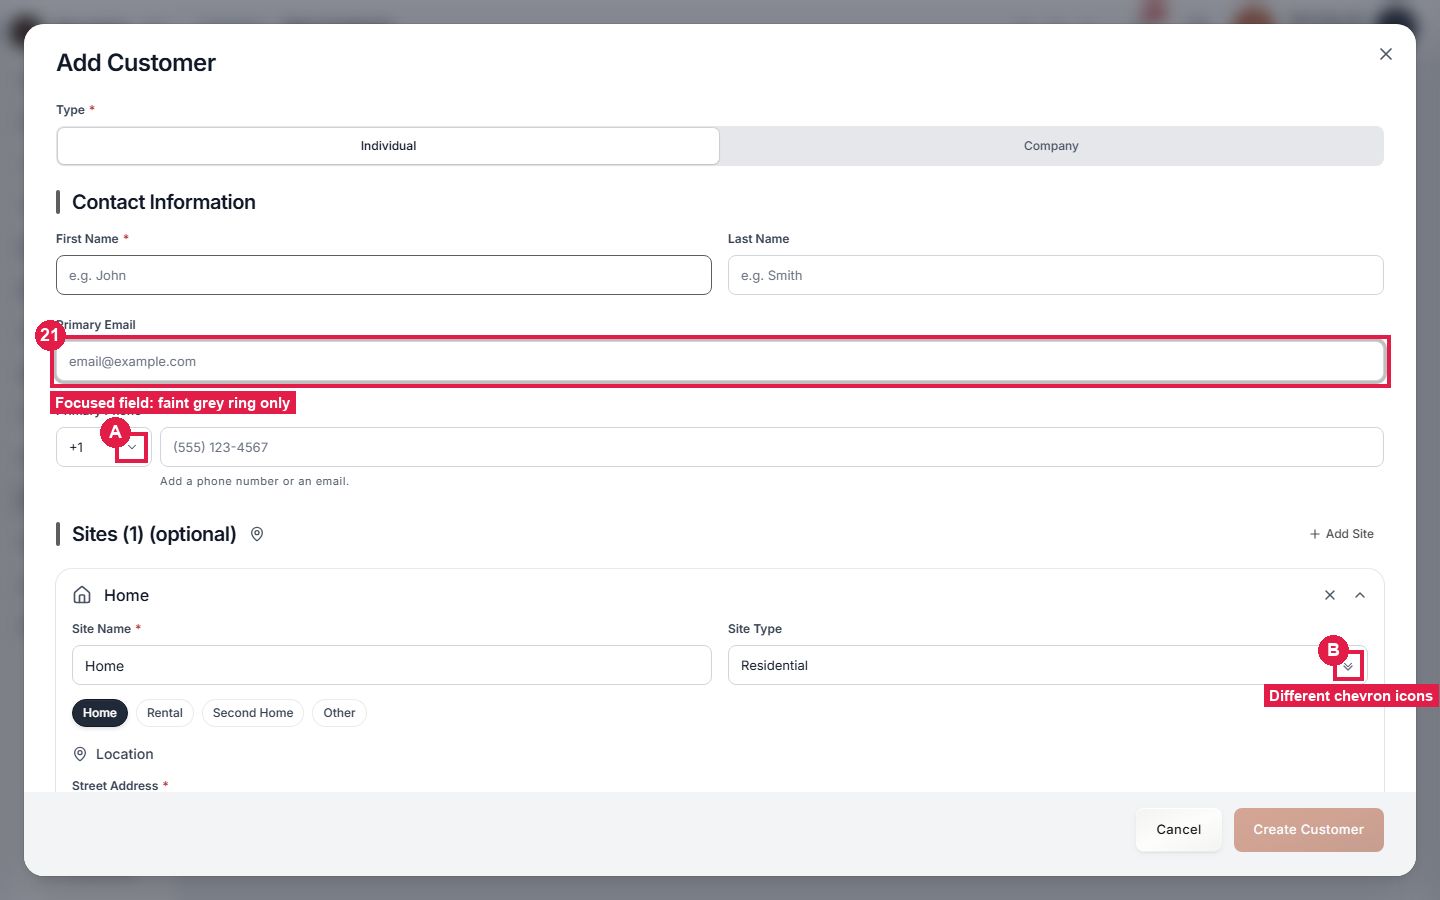 Add Customer
Type *
Individual
Company
Contact Information
First Name *
Last Name
e.g. John
e.g. Smith
Primary Email
21
email@example.com
Focused field: faint grey ring only
A
+1
(555) 123-4567
Add a phone number or an email.
Sites (1) (optional)
+ Add Site
Home
Site Name *
Site Type
Home
Residential
B
Different chevron icons
Home
Rental
Second Home
Other
Location
Street Address *
Cancel
Create Customer